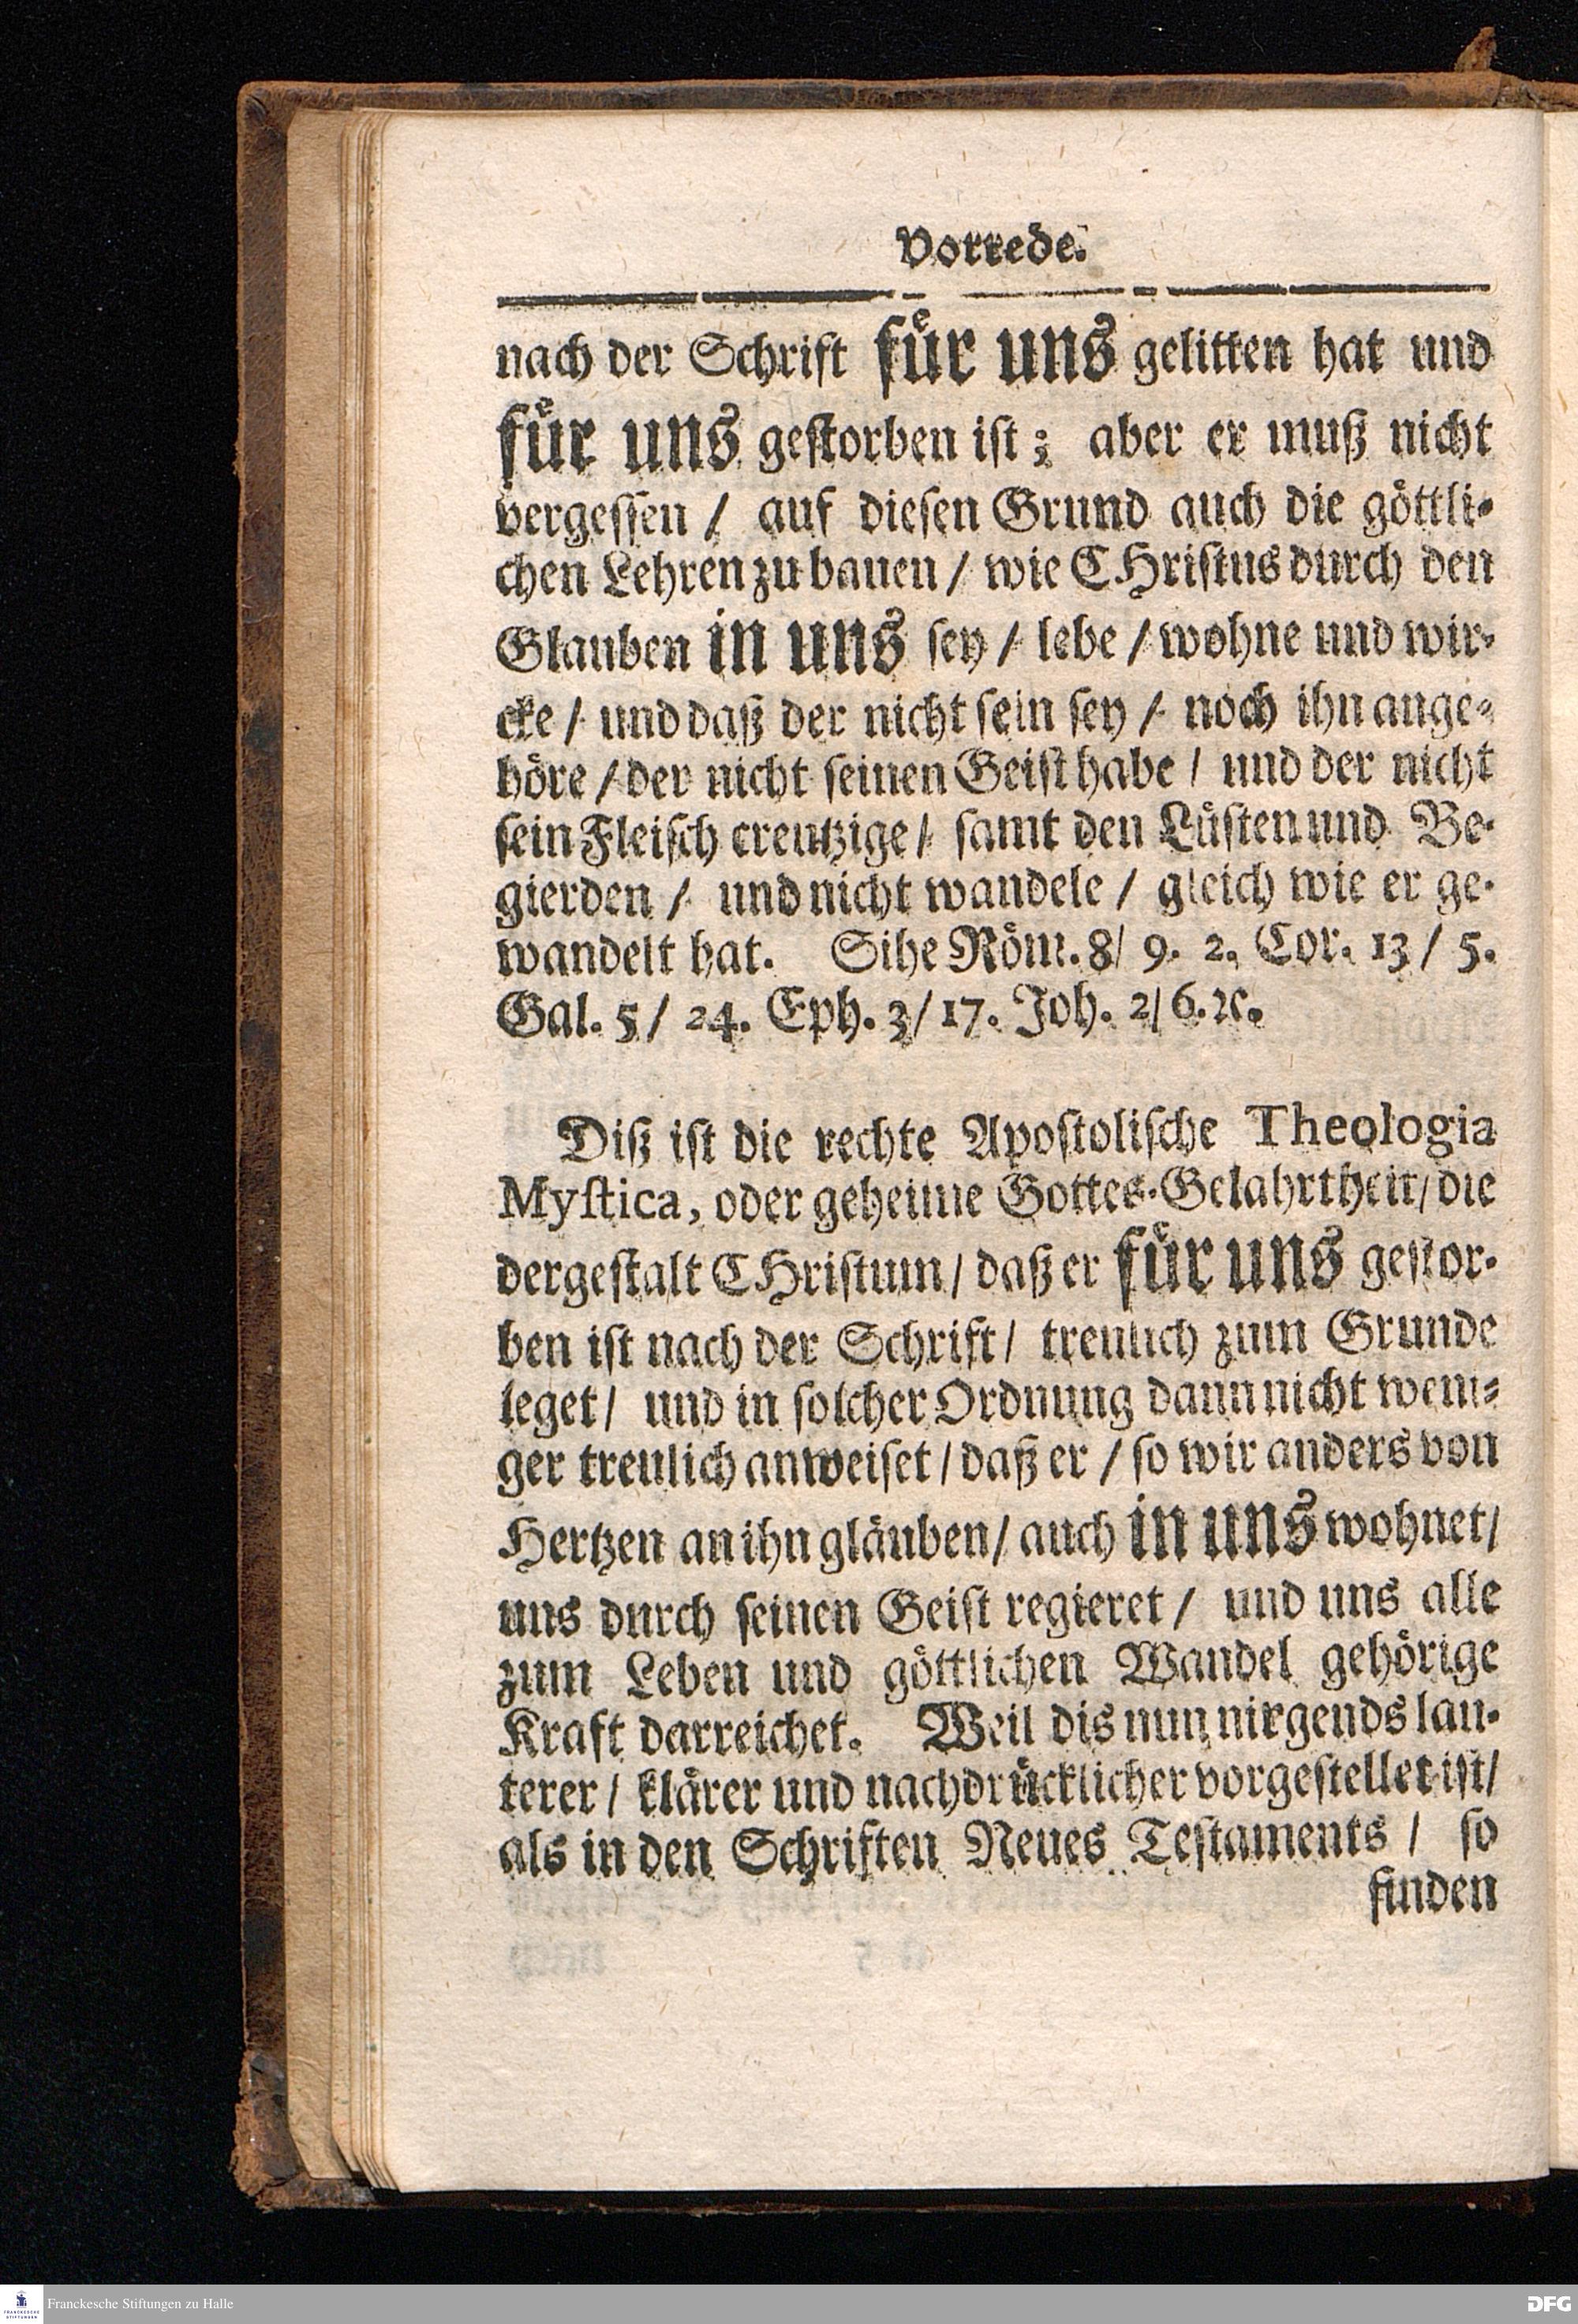 Vorrede.
nach der Schrift für uns gelitten hat und
für uns gestorben ist; aber er muß nicht
vergessen / auf diesen Grund auch die göttli-
chen Lehren zu bauen / wie CHristus durch den
Glauben in uns sey / lebe / wohne und wir-
cke / und daß der nicht sein sey / noch ihn ange-
höre / der nicht seinen Geist habe / und der nicht
sein Fleisch creutzige / samt den Lüsten und Be-
gierden / und nicht wandele / gleich wie er ge-
wandelt hat. Sihe Röm. 8/ 9. 2. Cor. 13 / 5.
Gal. 5 / 24. Eph. 3/17. Joh. 2/6. ꝛc.
Diß ist die rechte Apostolische Theologia
Mystica, oder geheime Gottes-Gelahrtheit/ die
dergestalt CHristum / daß er für uns gestor-
ben ist nach der Schrift / treulich zum Grunde
leget / und in solcher Ordnung dann nicht weni-
ger treulich anweiset / daß er / so wir anders von
Hertzen an ihn gläuben / auch in uns wohnet/
uns durch seinen Geist regieret / und uns alle
zum Leben und göttlichen Wandel gehörige
Kraft darreichet. Weil dis nun nirgends lau-
terer / klärer und nachdrücklicher vorgestellet ist/
als in den Schriften Neues Testaments / so
finden
Franckesche Stiftungen zu Halle
FRANCKESCHE STIFTUNGEN
DFG